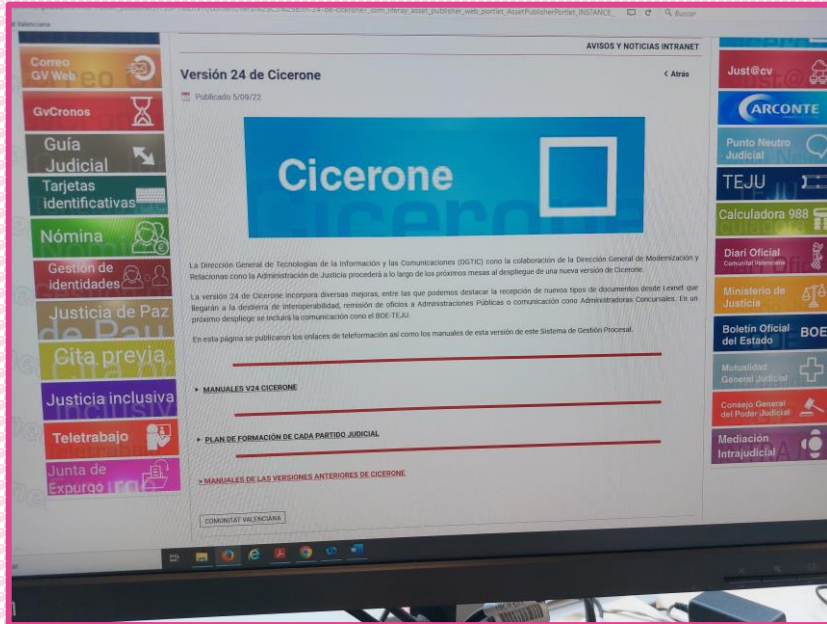 t Valenciana
Buscar
AVISOS Y NOTICIAS INTRANET
Versión 24 de Cicerone
< Atrás
Publicado 5/09/22
Cicerone
La Dirección General de Tecnologías de la Información y las Comunicaciones (DGTIC) cono la colaboración de la Dirección General de Modernización y
Relacionas cono la Administración de Justicia procederá a lo largo de los próximos mesas al despliegue de una nueva versión de Cicerone.
La versión 24 de Cicerone incorpora diversas mejoras, entre las que podemos destacar la recepción de nuevos tipos de documentos desde Lexnet que
llegarán a la destierra de interoperabilidad, remisión de oficios a Administraciones Públicas o comunicación cono Administradoras Concursales. En un
próximo despliegue se incluirá la comunicación cono el BOE-TEJU.
En esta página se publicaron los enlaces de teleformación así como los manuales de esta versión de este Sistema de Gestión Procesal.
▸ MANUALES V24 CICERONE
▸ PLAN DE FORMACIÓN DE CADA PARTIDO JUDICIAL
> MANUALES DE LAS VERSIONES ANTERIORES DE CICERONE
COMUNITAT VALENCIANA
Correo
GV Web
GvCronos
Guía
Judicial
Tarjetas
identificativas
Nómina
Gestión de
identidades
Justicia de Paz
Cita previa
Justicia inclusiva
Teletrabajo
Junta de
Expurgo
Just@cv
ARCONTE
Punto Neutro
Judicial
TEJU
Calculadora 988
Diari Oficial
Comunitat Valenciana
Ministerio de
Justicia
Boletín Oficial
del Estado
BOE
Mutualidad
General Judicial
Consejo General
del Poder Judicial
Mediación
Intrajudicial